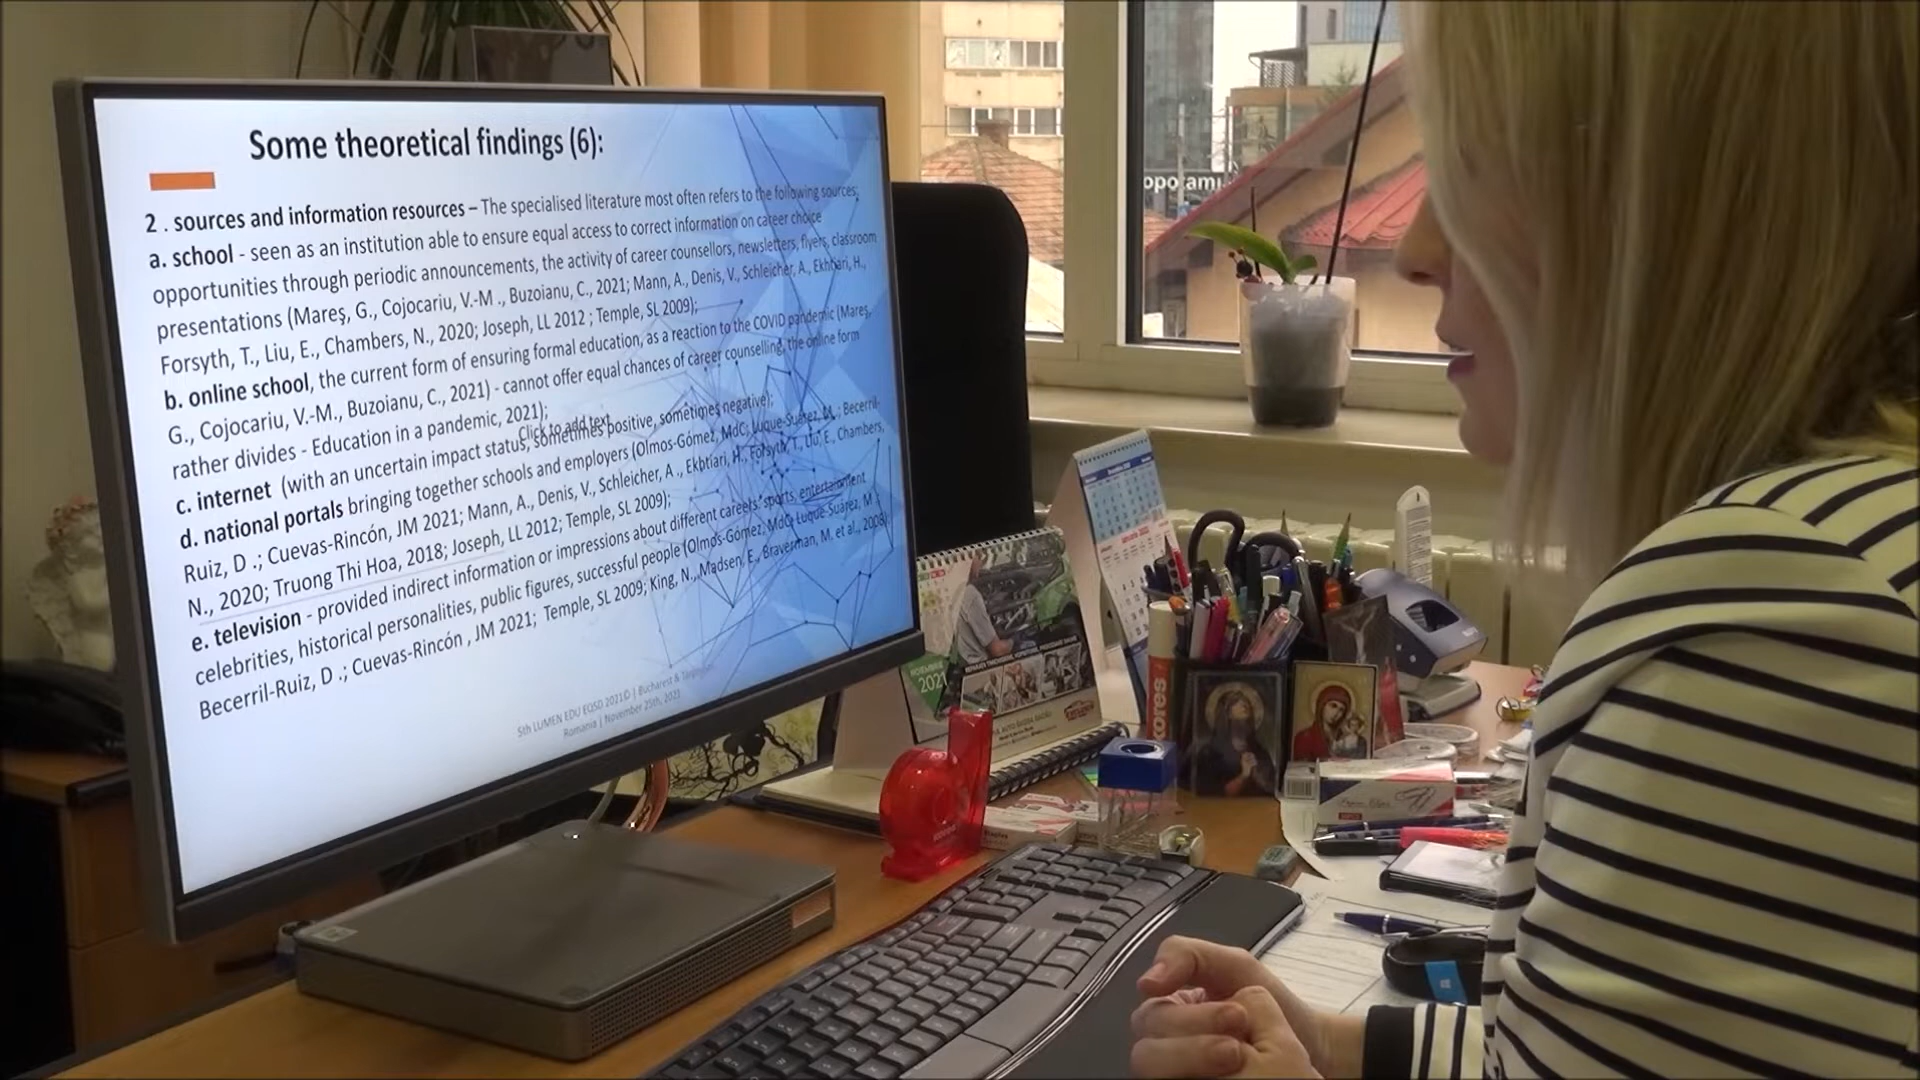 Some theoretical findings (6):
2 . sources and information resources – The specialised literature most often refers to the following sources;
a. school - seen as an institution able to ensure equal access to correct information on career choice
opportunities through periodic announcements, the activity of career counsellors, newsletters, flyers, classroom
presentations (Mareş, G., Cojocariu, V.-M ., Buzoianu, C., 2021; Mann, A., Denis, V., Schleicher, A., Ekhtiari, H.,
Forsyth, T., Liu, E., Chambers, N., 2020; Joseph, LL 2012 ; Temple, SL 2009);
b. online school, the current form of ensuring formal education, as a reaction to the COVID pandemic (Mareş,
G., Cojocariu, V.-M., Buzoianu, C., 2021) - cannot offer equal chances of career counselling, the online form
rather divides - Education in a pandemic, 2021);
Click to add text
c. internet (with an uncertain impact status, sometimes positive, sometimes negative);
d. national portals bringing together schools and employers (Olmos-Gómez, MdC; Luque-Suárez, M.; Becerril-
Ruiz, D .; Cuevas-Rincón, JM 2021; Mann, A., Denis, V., Schleicher, A ., Ekhtiari, H., Forsyth, T., Liu, E., Chambers,
N., 2020; Truong Thi Hoa, 2018; Joseph, LL 2012; Temple, SL 2009);
e. television - provided indirect information or impressions about different careers: sports, entertainment
celebrities, historical personalities, public figures, successful people (Olmos-Gómez, MdC; Luque-Suárez, M.;
Becerril-Ruiz, D .; Cuevas-Rincón , JM 2021; Temple, SL 2009; King, N., Madsen, E., Braverman, M. et al., 2008).
5th LUMEN EDU EQSD 2021© | Bucharest &
Romania | November 25th, 2021
opotami
2021
kores